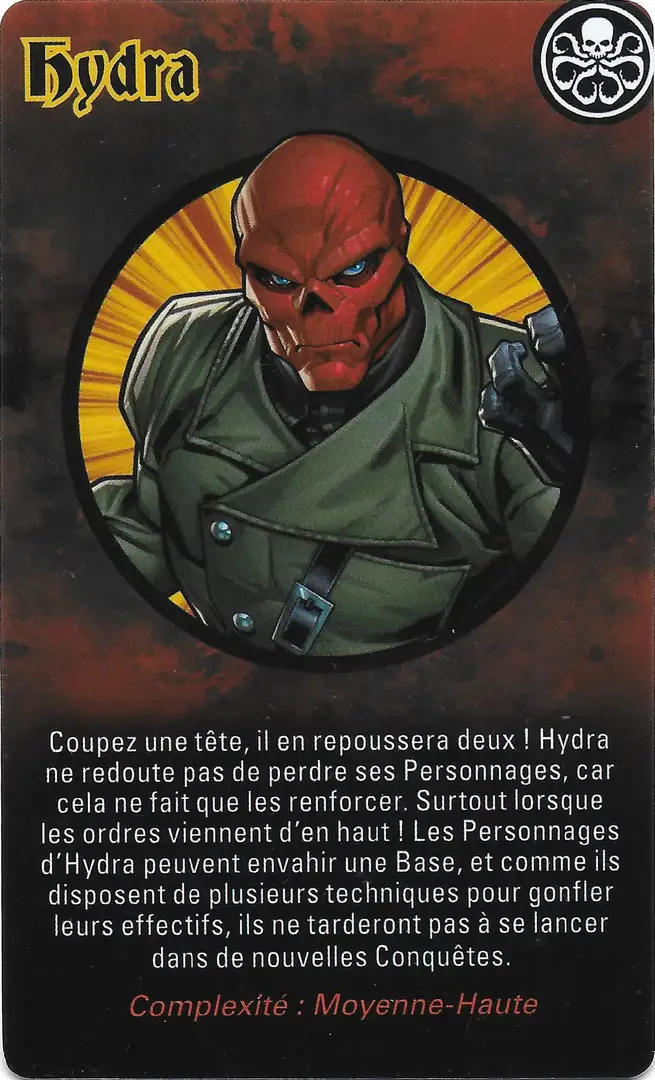 Hydra
Coupez une tête, il en repoussera deux ! Hydra
ne redoute pas de perdre ses Personnages, car
cela ne fait que les renforcer. Surtout lorsque
les ordres viennent d'en haut ! Les Personnages
d'Hydra peuvent envahir une Base, et comme ils
disposent de plusieurs techniques pour gonfler
leurs effectifs, ils ne tarderont pas à se lancer
dans de nouvelles Conquêtes.
Complexité : Moyenne-Haute